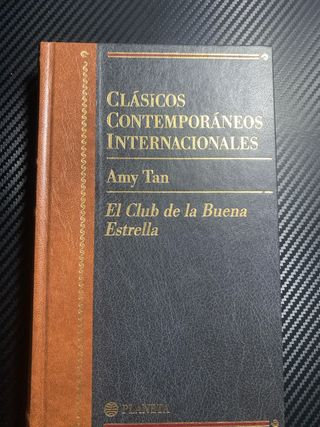 CLÁSICOS
CONTEMPORÁNEOS
INTERNACIONALES
Amy Tan
El Club de la Buena
Estrella
PLANETA